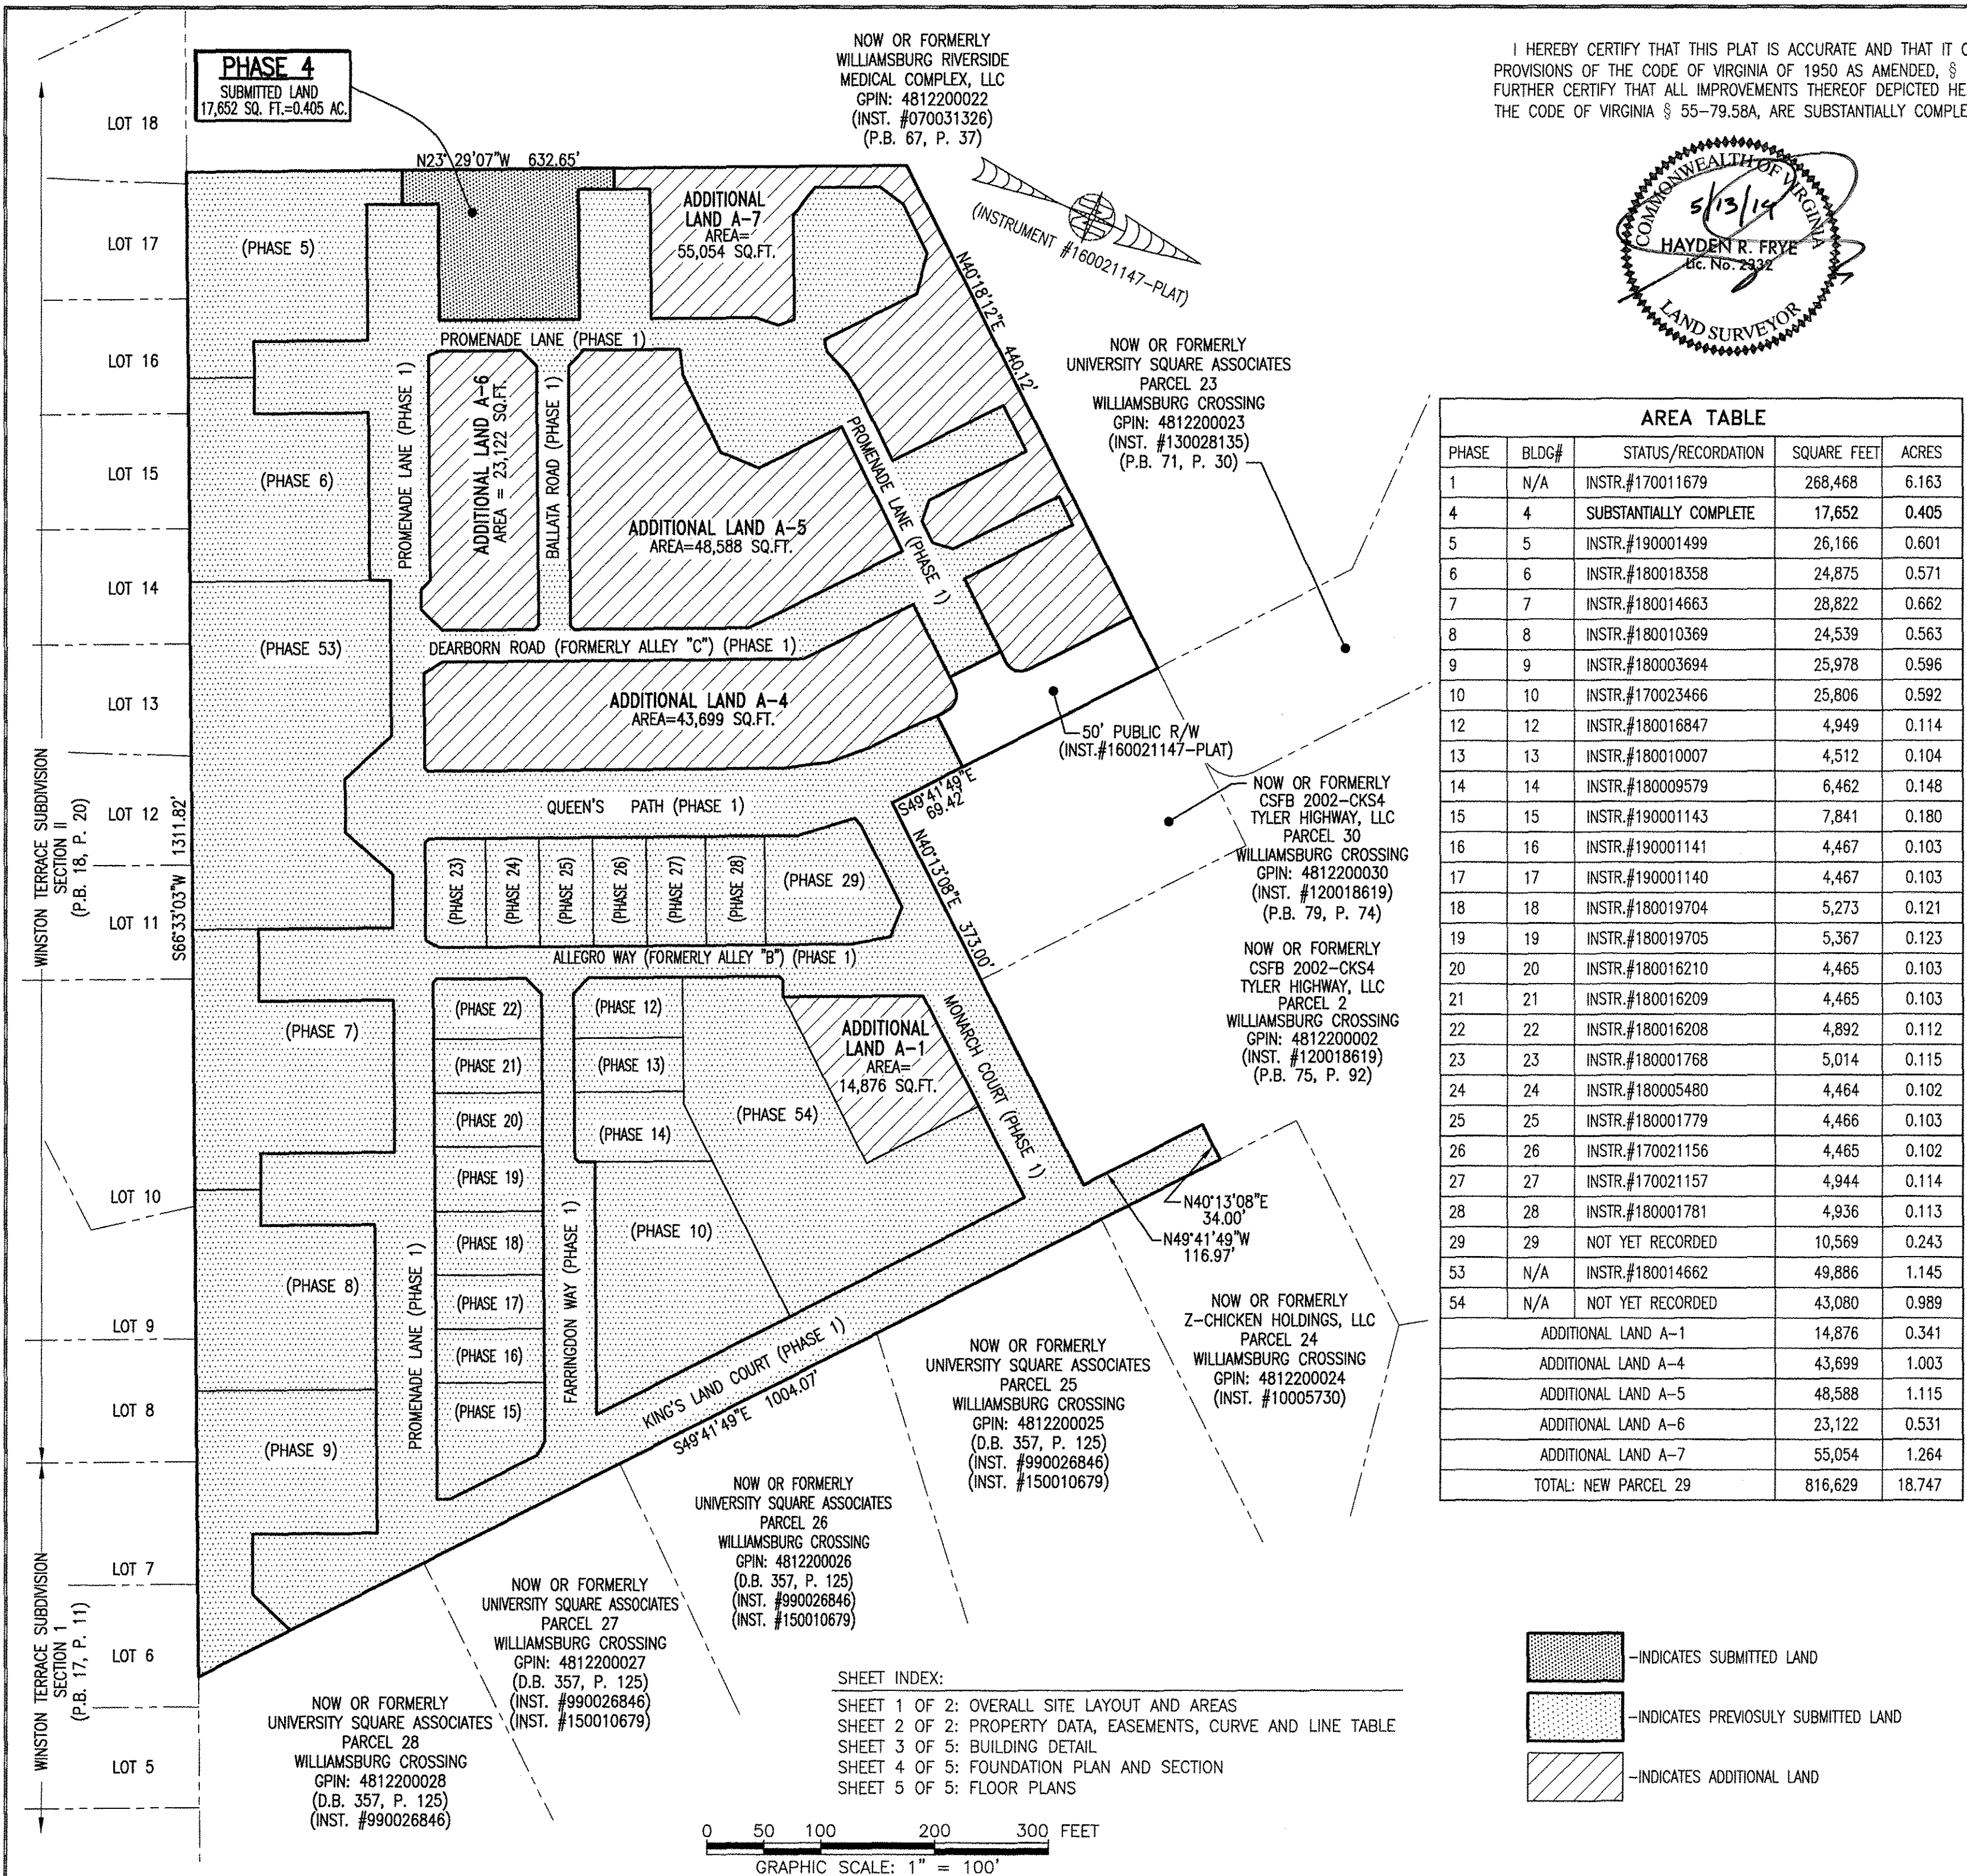 PHASE 4
SUBMITTED LAND
17,652 SQ. FT.=0.405 AC.
NOW OR FORMERLY
WILLIAMSBURG RIVERSIDE
MEDICAL COMPLEX, LLC
GPIN: 4812200022
(INST. #070031326)
(P.B. 67, P. 37)
I HEREBY CERTIFY THAT THIS PLAT IS ACCURATE AND THAT IT
PROVISIONS OF THE CODE OF VIRGINIA OF 1950 AS AMENDED, §
FURTHER CERTIFY THAT ALL IMPROVEMENTS THEREOF DEPICTED
THE CODE OF VIRGINIA § 55-79.58A, ARE SUBSTANTIALLY
COMMONWEALTH OF VIRGINIA
5/13/19
HAYDEN R. FRYE
Lic. No. 2332
LAND SURVEYOR
(INSTRUMENT #160021147-PLAT)
N23°29'07"W 632.65'
N40°18'12"E 440.12'
LOT 18
LOT 17
LOT 16
LOT 15
LOT 14
LOT 13
LOT 12
LOT 11
LOT 10
LOT 9
LOT 8
LOT 7
LOT 6
LOT 5
WINSTON TERRACE SUBDIVISION
SECTION II
(P.B. 18, P. 20)
S66°33'03"W 1311.82'
WINSTON TERRACE SUBDIVISION
SECTION 1
(P.B. 17, P. 11)
(PHASE 5)
(PHASE 6)
(PHASE 53)
(PHASE 7)
(PHASE 8)
(PHASE 9)
ADDITIONAL
LAND A-7
AREA=
55,054 SQ.FT.
PROMENADE LANE (PHASE 1)
PROMENADE LANE (PHASE 1)
ADDITIONAL LAND A-6
AREA = 23,122 SQ.FT.
BALLATA ROAD (PHASE 1)
ADDITIONAL LAND A-5
AREA=48,588 SQ.FT.
PROMENADE LANE (PHASE 1)
DEARBORN ROAD (FORMERLY ALLEY "C") (PHASE 1)
ADDITIONAL LAND A-4
AREA=43,699 SQ.FT.
50' PUBLIC R/W
(INST.#160021147-PLAT)
QUEEN'S PATH (PHASE 1)
S49°41'49"E
69.42'
N40°13'08"E 373.00'
(PHASE 23)
(PHASE 24)
(PHASE 25)
(PHASE 26)
(PHASE 27)
(PHASE 28)
(PHASE 29)
ALLEGRO WAY (FORMERLY ALLEY "B") (PHASE 1)
(PHASE 22)
(PHASE 21)
(PHASE 20)
(PHASE 19)
(PHASE 18)
(PHASE 17)
(PHASE 16)
(PHASE 15)
PROMENADE LANE (PHASE 1)
FARRINGDON WAY (PHASE 1)
(PHASE 12)
(PHASE 13)
(PHASE 14)
(PHASE 54)
(PHASE 10)
ADDITIONAL
LAND A-1
AREA=
14,876 SQ.FT.
MONARCH COURT (PHASE 1)
KING'S LAND COURT (PHASE 1)
S49°41'49"E 1004.07'
N40°13'08"E
34.00'
N49°41'49"W
116.97'
NOW OR FORMERLY
UNIVERSITY SQUARE ASSOCIATES
PARCEL 23
WILLIAMSBURG CROSSING
GPIN: 4812200023
(INST. #130028135)
(P.B. 71, P. 30)
NOW OR FORMERLY
CSFB 2002-CKS4
TYLER HIGHWAY, LLC
PARCEL 30
WILLIAMSBURG CROSSING
GPIN: 4812200030
(INST. #120018619)
(P.B. 79, P. 74)
NOW OR FORMERLY
CSFB 2002-CKS4
TYLER HIGHWAY, LLC
PARCEL 2
WILLIAMSBURG CROSSING
GPIN: 4812200002
(INST. #120018619)
(P.B. 75, P. 92)
NOW OR FORMERLY
Z-CHICKEN HOLDINGS, LLC
PARCEL 24
WILLIAMSBURG CROSSING
GPIN: 4812200024
(INST. #10005730)
NOW OR FORMERLY
UNIVERSITY SQUARE ASSOCIATES
PARCEL 25
WILLIAMSBURG CROSSING
GPIN: 4812200025
(D.B. 357, P. 125)
(INST. #990026846)
(INST. #150010679)
NOW OR FORMERLY
UNIVERSITY SQUARE ASSOCIATES
PARCEL 26
WILLIAMSBURG CROSSING
GPIN: 4812200026
(D.B. 357, P. 125)
(INST. #990026846)
(INST. #150010679)
NOW OR FORMERLY
UNIVERSITY SQUARE ASSOCIATES
PARCEL 27
WILLIAMSBURG CROSSING
GPIN: 4812200027
(D.B. 357, P. 125)
(INST. #990026846)
(INST. #150010679)
NOW OR FORMERLY
UNIVERSITY SQUARE ASSOCIATES
PARCEL 28
WILLIAMSBURG CROSSING
GPIN: 4812200028
(D.B. 357, P. 125)
(INST. #990026846)
AREA TABLE
PHASE BLDG# STATUS/RECORDATION SQUARE FEET ACRES
1 N/A INSTR.#170011679 268,468 6.163
4 4 SUBSTANTIALLY COMPLETE 17,652 0.405
5 5 INSTR.#190001499 26,166 0.601
6 6 INSTR.#180018358 24,875 0.571
7 7 INSTR.#180014663 28,822 0.662
8 8 INSTR.#180010369 24,539 0.563
9 9 INSTR.#180003694 25,978 0.596
10 10 INSTR.#170023466 25,806 0.592
12 12 INSTR.#180016847 4,949 0.114
13 13 INSTR.#180010007 4,512 0.104
14 14 INSTR.#180009579 6,462 0.148
15 15 INSTR.#190001143 7,841 0.180
16 16 INSTR.#190001141 4,467 0.103
17 17 INSTR.#190001140 4,467 0.103
18 18 INSTR.#180019704 5,273 0.121
19 19 INSTR.#180019705 5,367 0.123
20 20 INSTR.#180016210 4,465 0.103
21 21 INSTR.#180016209 4,465 0.103
22 22 INSTR.#180016208 4,892 0.112
23 23 INSTR.#180001768 5,014 0.115
24 24 INSTR.#180005480 4,464 0.102
25 25 INSTR.#180001779 4,466 0.103
26 26 INSTR.#170021156 4,465 0.102
27 27 INSTR.#170021157 4,944 0.114
28 28 INSTR.#180001781 4,936 0.113
29 29 NOT YET RECORDED 10,569 0.243
53 N/A INSTR.#180014662 49,886 1.145
54 N/A NOT YET RECORDED 43,080 0.989
ADDITIONAL LAND A-1 14,876 0.341
ADDITIONAL LAND A-4 43,699 1.003
ADDITIONAL LAND A-5 48,588 1.115
ADDITIONAL LAND A-6 23,122 0.531
ADDITIONAL LAND A-7 55,054 1.264
TOTAL: NEW PARCEL 29 816,629 18.747
SHEET INDEX:
SHEET 1 OF 2: OVERALL SITE LAYOUT AND AREAS
SHEET 2 OF 2: PROPERTY DATA, EASEMENTS, CURVE AND LINE TABLE
SHEET 3 OF 5: BUILDING DETAIL
SHEET 4 OF 5: FOUNDATION PLAN AND SECTION
SHEET 5 OF 5: FLOOR PLANS
-INDICATES SUBMITTED LAND
-INDICATES PREVIOSULY SUBMITTED LAND
-INDICATES ADDITIONAL LAND
0 50 100 200 300 FEET
GRAPHIC SCALE: 1" = 100'